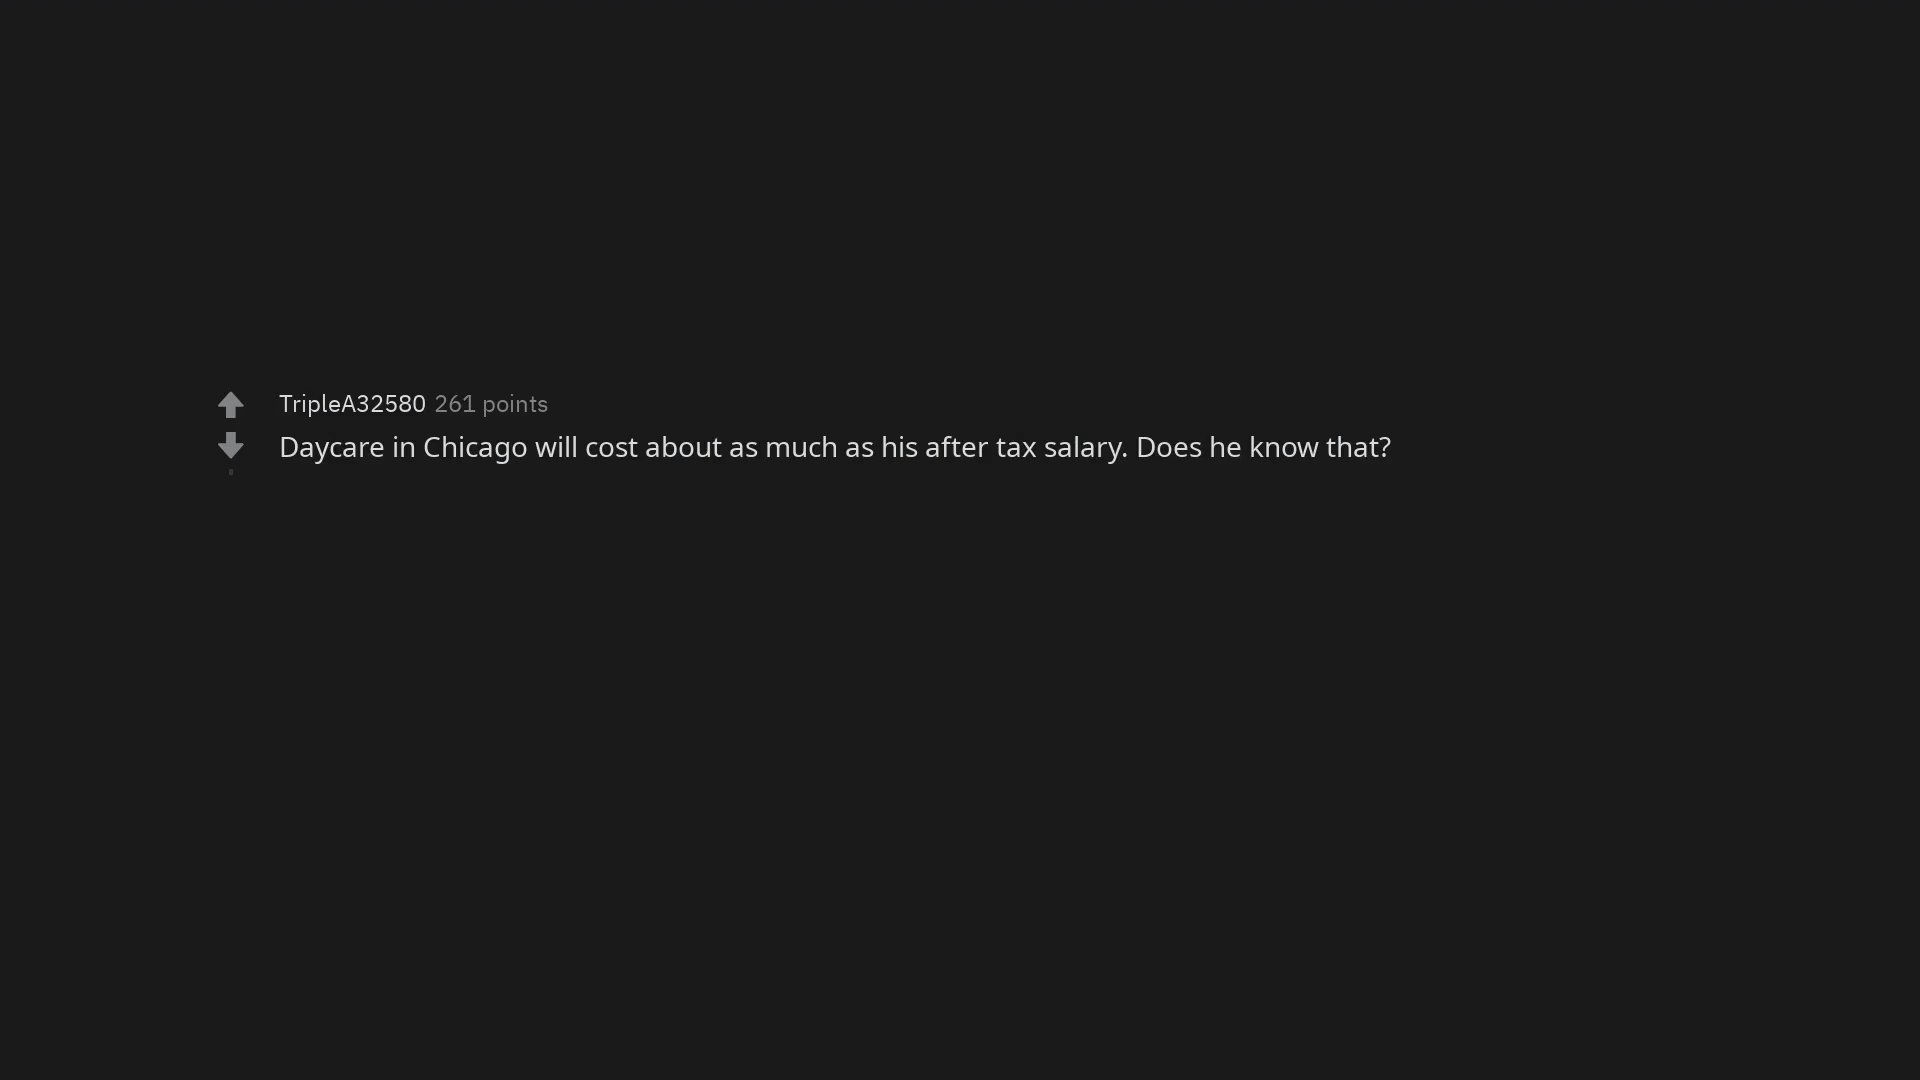 TripleA32580 261 points
Daycare in Chicago will cost about as much as his after tax salary. Does he know that?